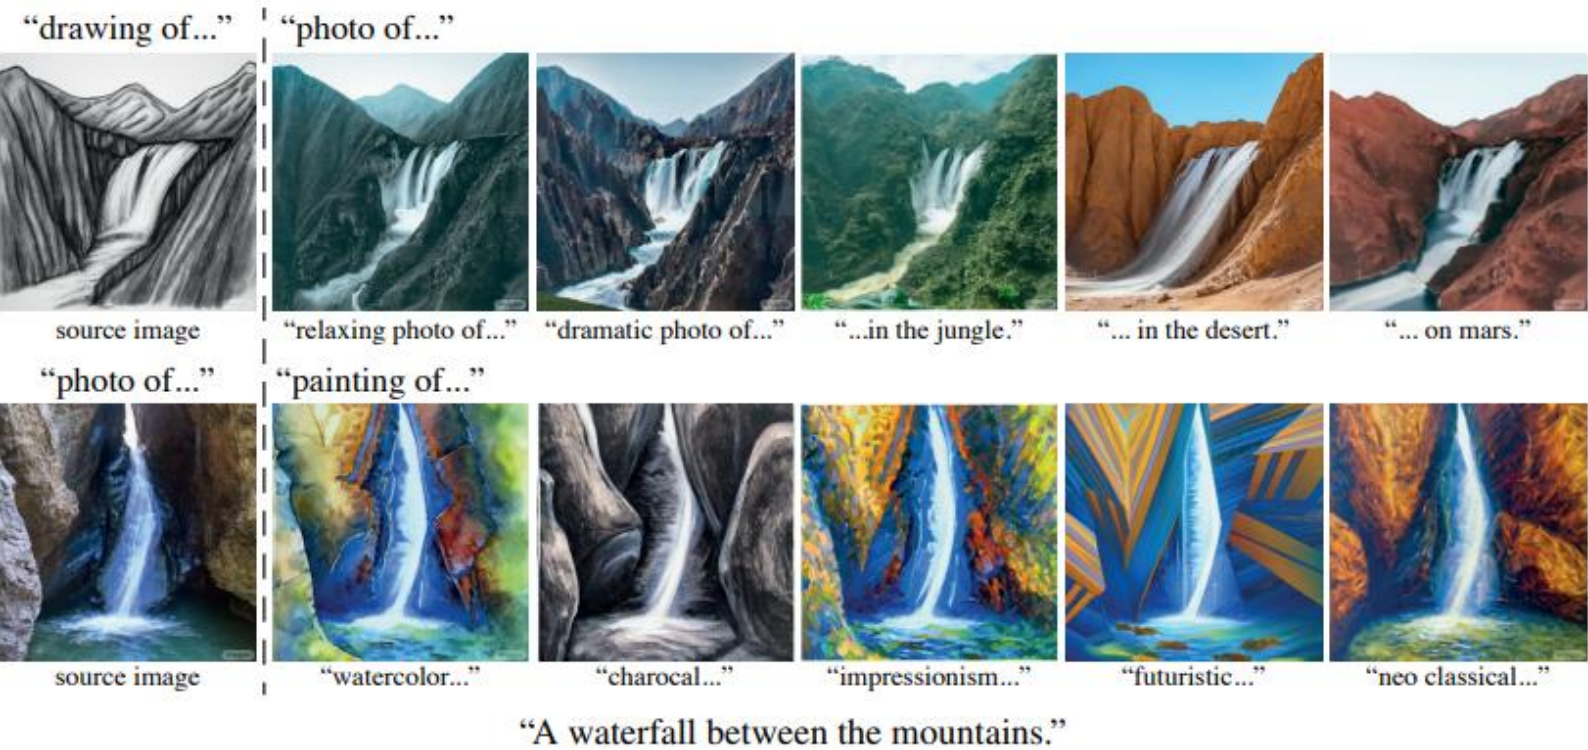 “drawing of...”
“photo of...”
source image
“relaxing photo of...”
“dramatic photo of...”
“...in the jungle.”
“... in the desert.”
“... on mars.”
“photo of...”
“painting of...”
source image
“watercolor...”
“charocal...”
“impressionism...”
“futuristic...”
“neo classical...”
“A waterfall between the mountains.”